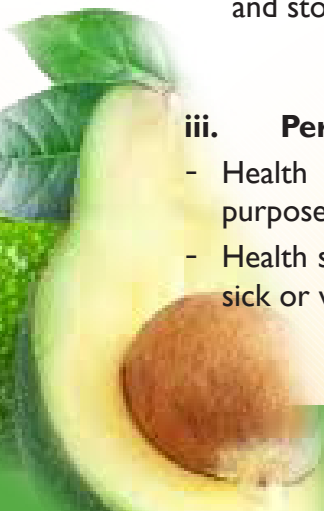 and sto
iii. Per
- Health
purpose
- Health s
sick or v